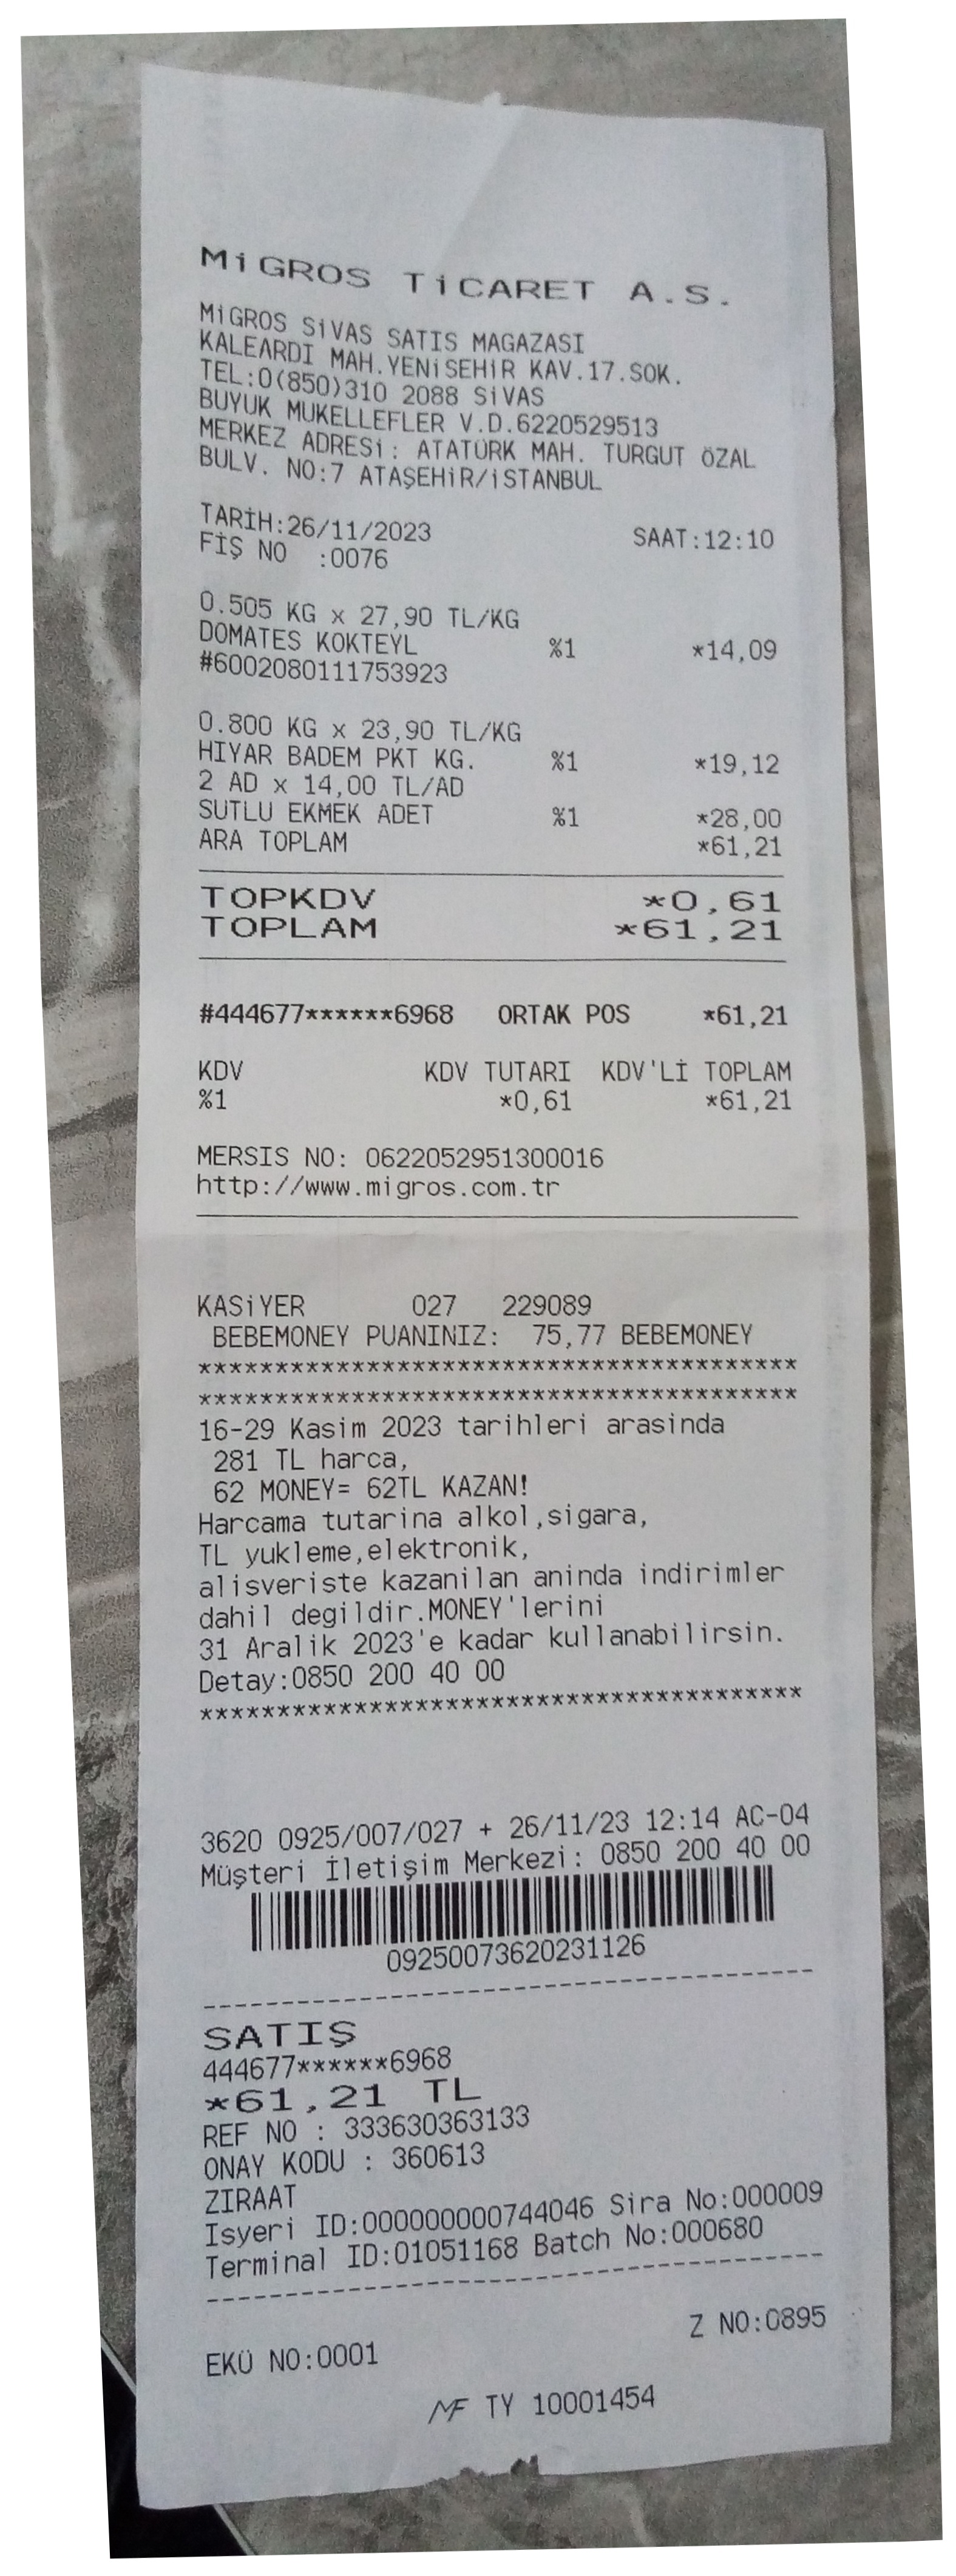 MiGROS TiCARET A.S.
MiGROS SiVAS SATIS MAGAZASI
KALEARDI MAH.YENiSEHiR KAV.17.SOK.
TEL:0(850)310 2088 SiVAS
BUYUK MUKELLEFLER V.D.6220529513
MERKEZ ADRESi: ATATÜRK MAH. TURGUT ÖZAL
BULV. NO:7 ATAŞEHiR/iSTANBUL
TARİH:26/11/2023 SAAT:12:10
FİŞ NO :0076
0.505 KG x 27,90 TL/KG
DOMATES KOKTEYL %1 *14,09
#6002080111753923
0.800 KG x 23,90 TL/KG
HIYAR BADEM PKT KG. %1 *19,12
2 AD x 14,00 TL/AD
SUTLU EKMEK ADET %1 *28,00
ARA TOPLAM *61,21
TOPKDV *0,61
TOPLAM *61,21
#444677******6968 ORTAK POS *61,21
KDV KDV TUTARI KDV'Lİ TOPLAM
%1 *0,61 *61,21
MERSIS NO: 0622052951300016
http://www.migros.com.tr
KASiYER 027 229089
BEBEMONEY PUANINIZ: 75,77 BEBEMONEY
***************************************
***************************************
16-29 Kasim 2023 tarihleri arasinda
281 TL harca,
62 MONEY= 62TL KAZAN!
Harcama tutarina alkol,sigara,
TL yukleme,elektronik,
alisveriste kazanilan aninda indirimler
dahil degildir.MONEY'lerini
31 Aralik 2023'e kadar kullanabilirsin.
Detay:0850 200 40 00
***************************************
3620 0925/007/027 + 26/11/23 12:14 AC-04
Müşteri İletişim Merkezi: 0850 200 40 00
09250073620231126
----------------------------------------
SATIŞ
444677******6968
*61,21 TL
REF NO : 333630363133
ONAY KODU : 360613
ZIRAAT
Isyeri ID:000000000744046 Sira No:000009
Terminal ID:01051168 Batch No:000680
----------------------------------------
Z NO:0895
EKÜ NO:0001
MF TY 10001454